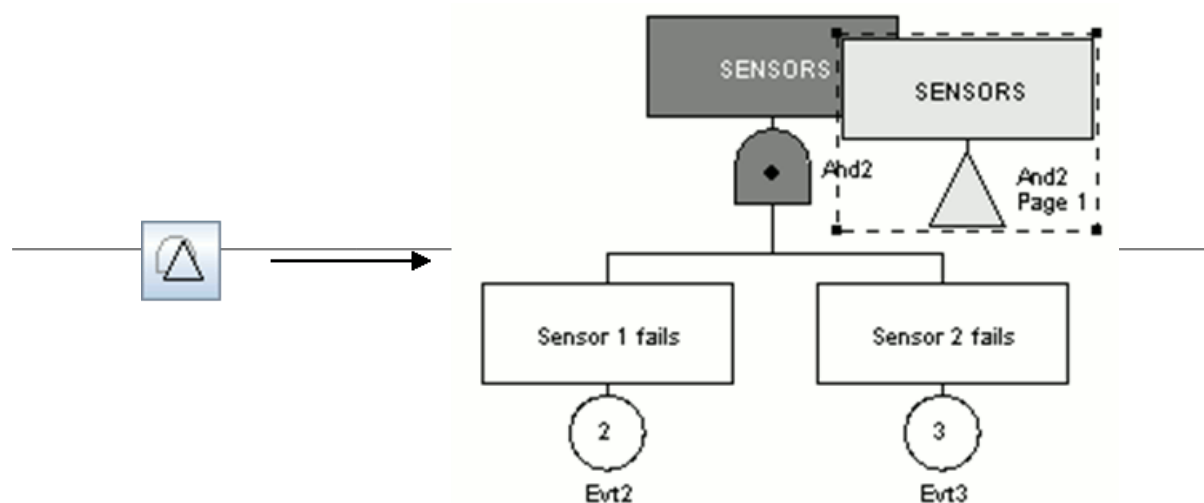 SENSORS
SENSORS
And2
And2
Page 1
Sensor 1 fails
Sensor 2 fails
2
3
Evt2
Evt3